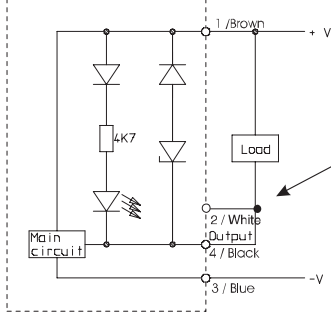 1 /Brown
+ V
4K7
Load
2 / White
Output
4 / Black
Main
circuit
3 / Blue
-V